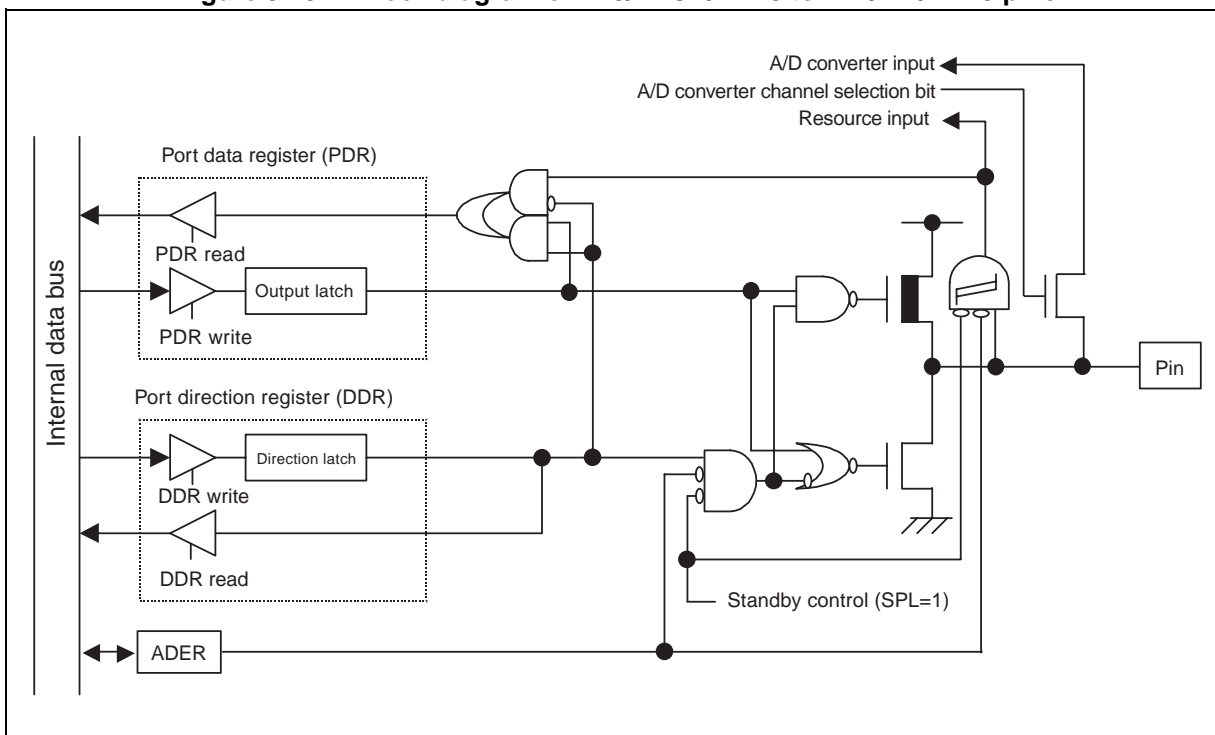 A/D converter input
A/D converter channel selection bit
Resource input
Port data register (PDR)
PDR read
Output latch
PDR write
Internal data bus
Pin
Port direction register (DDR)
Direction latch
DDR write
DDR read
Standby control (SPL=1)
ADER